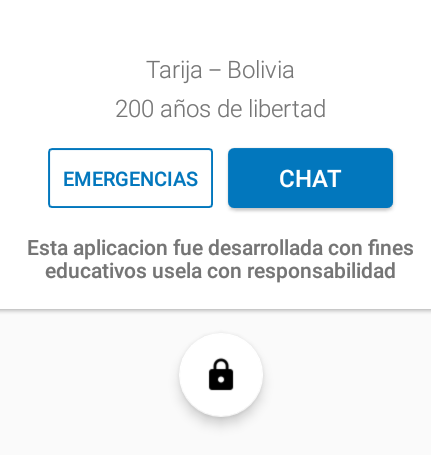 Tarija – Bolivia
200 años de libertad
EMERGENCIAS
CHAT
Esta aplicacion fue desarrollada con fines
educativos usela con responsabilidad